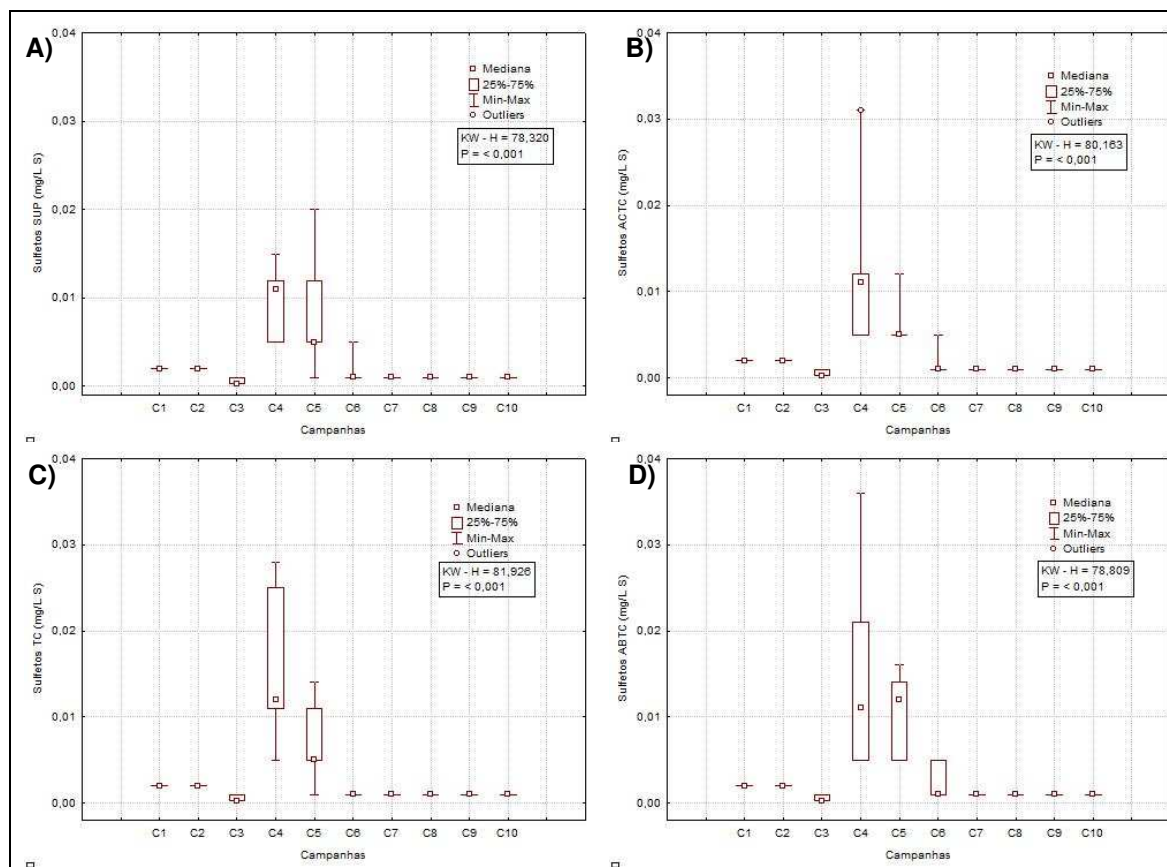 A)
0,04
0,03
0,02
0,01
0,00
Sulfetos SUP (mg/L S)
Mediana
25%-75%
Min-Max
Outliers
KW - H = 78,320
P = < 0,001
C1 C2 C3 C4 C5 C6 C7 C8 C9 C10
Campanhas
B)
0,04
0,03
0,02
0,01
0,00
Sulfetos ACTC (mg/L S)
Mediana
25%-75%
Min-Max
Outliers
KW - H = 80,163
P = < 0,001
C1 C2 C3 C4 C5 C6 C7 C8 C9 C10
Campanhas
C)
0,04
0,03
0,02
0,01
0,00
Sulfetos TC (mg/L S)
Mediana
25%-75%
Min-Max
Outliers
KW - H = 81,926
P = < 0,001
C1 C2 C3 C4 C5 C6 C7 C8 C9 C10
Campanhas
D)
0,04
0,03
0,02
0,01
0,00
Sulfetos ABTC (mg/L S)
Mediana
25%-75%
Min-Max
Outliers
KW - H = 78,809
P = < 0,001
C1 C2 C3 C4 C5 C6 C7 C8 C9 C10
Campanhas